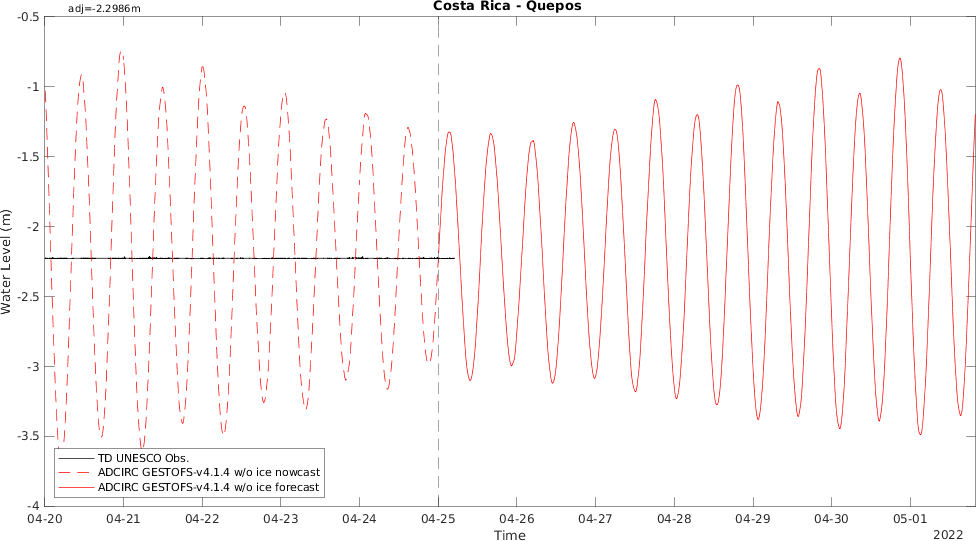 adj=-2.2986m
Costa Rica - Quepos
-0.5
-1
-1.5
-2
-2.5
-3
-3.5
-4
Water Level (m)
TD UNESCO Obs.
ADCIRC GESTOFS-v4.1.4 w/o ice nowcast
ADCIRC GESTOFS-v4.1.4 w/o ice forecast
04-20 04-21 04-22 04-23 04-24 04-25 04-26 04-27 04-28 04-29 04-30 05-01
Time
2022